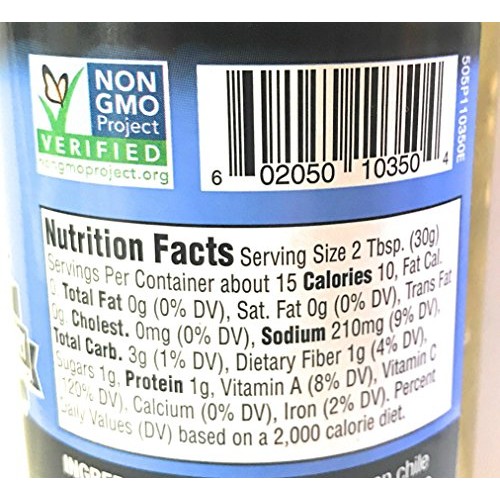 NON
GMO
Project
VERIFIED
nongmoproject.org
6 02050 10350 4
505P110350E
Nutrition Facts Serving Size 2 Tbsp. (30g)
Servings Per Container about 15 Calories 10, Fat Cal.
0, Total Fat 0g (0% DV), Sat. Fat 0g (0% DV), Trans Fat
0g, Cholest. 0mg (0% DV), Sodium 210mg (9% DV),
Total Carb. 3g (1% DV), Dietary Fiber 1g (4% DV),
Sugars 1g, Protein 1g, Vitamin A (8% DV), Vitamin C
(20% DV), Calcium (0% DV), Iron (2% DV). Percent
Daily Values (DV) based on a 2,000 calorie diet.
chile